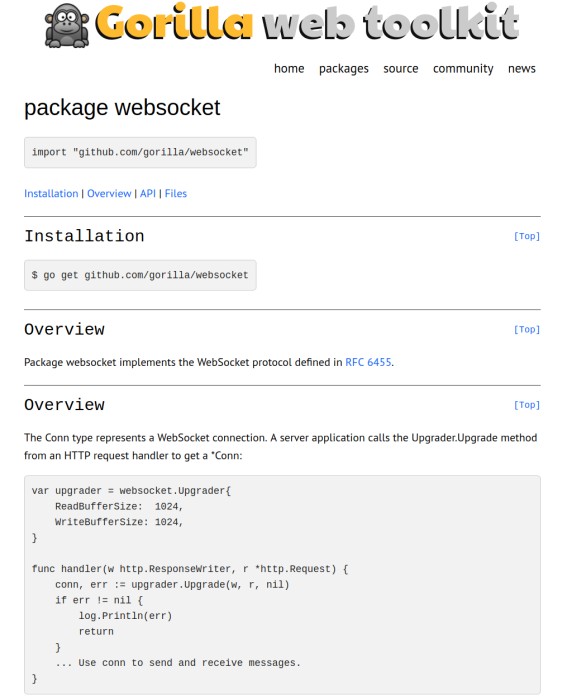 Gorilla web toolkit
home packages source community news
package websocket
import "github.com/gorilla/websocket"
Installation | Overview | API | Files
Installation [Top]
$ go get github.com/gorilla/websocket
Overview [Top]
Package websocket implements the WebSocket protocol defined in RFC 6455.
Overview [Top]
The Conn type represents a WebSocket connection. A server application calls the Upgrader.Upgrade method
from an HTTP request handler to get a *Conn:
var upgrader = websocket.Upgrader{
    ReadBufferSize:  1024,
    WriteBufferSize: 1024,
}
func handler(w http.ResponseWriter, r *http.Request) {
    conn, err := upgrader.Upgrade(w, r, nil)
    if err != nil {
        log.Println(err)
        return
    }
    ... Use conn to send and receive messages.
}